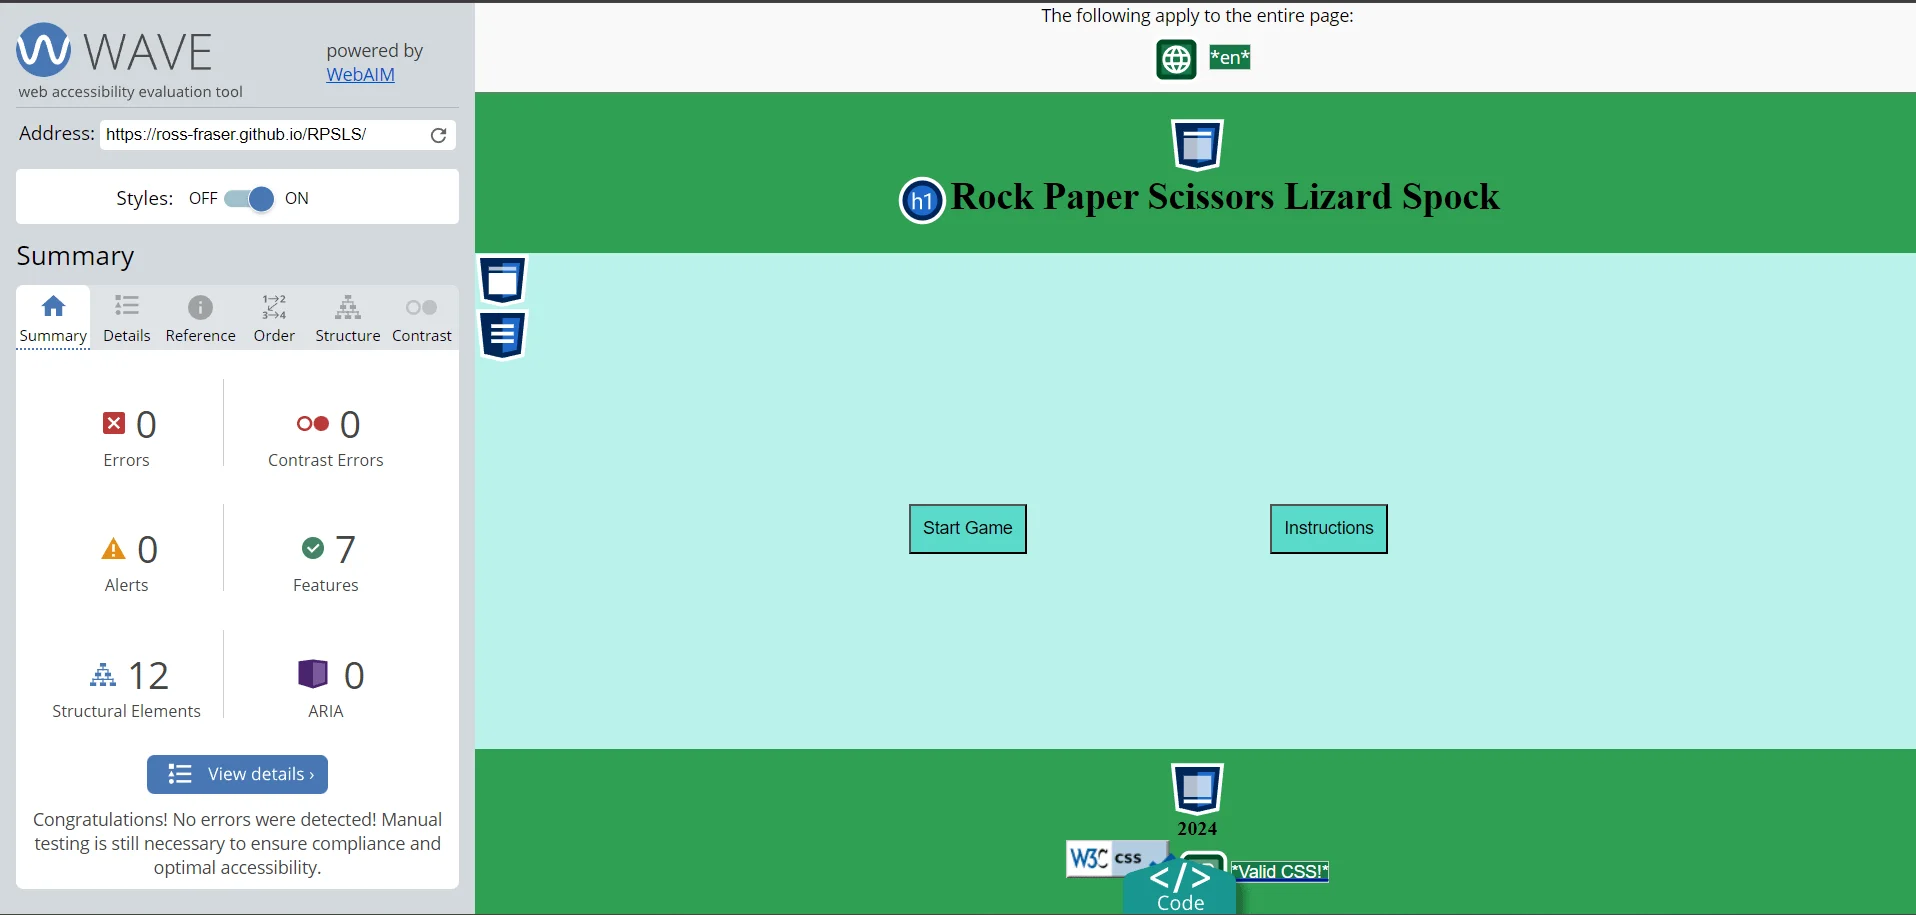 WAVE
powered by
WebAIM
web accessibility evaluation tool
Address: https://ross-fraser.github.io/RPSLS/
Styles: OFF ON
Summary
1→2
3→4
Summary Details Reference Order Structure Contrast
0
Errors
0
Contrast Errors
0
Alerts
7
Features
12
Structural Elements
0
ARIA
View details ›
Congratulations! No errors were detected! Manual
testing is still necessary to ensure compliance and
optimal accessibility.
The following apply to the entire page:
*en*
h1 Rock Paper Scissors Lizard Spock
Start Game
Instructions
2024
W3C css
*Valid CSS!*
</>
Code